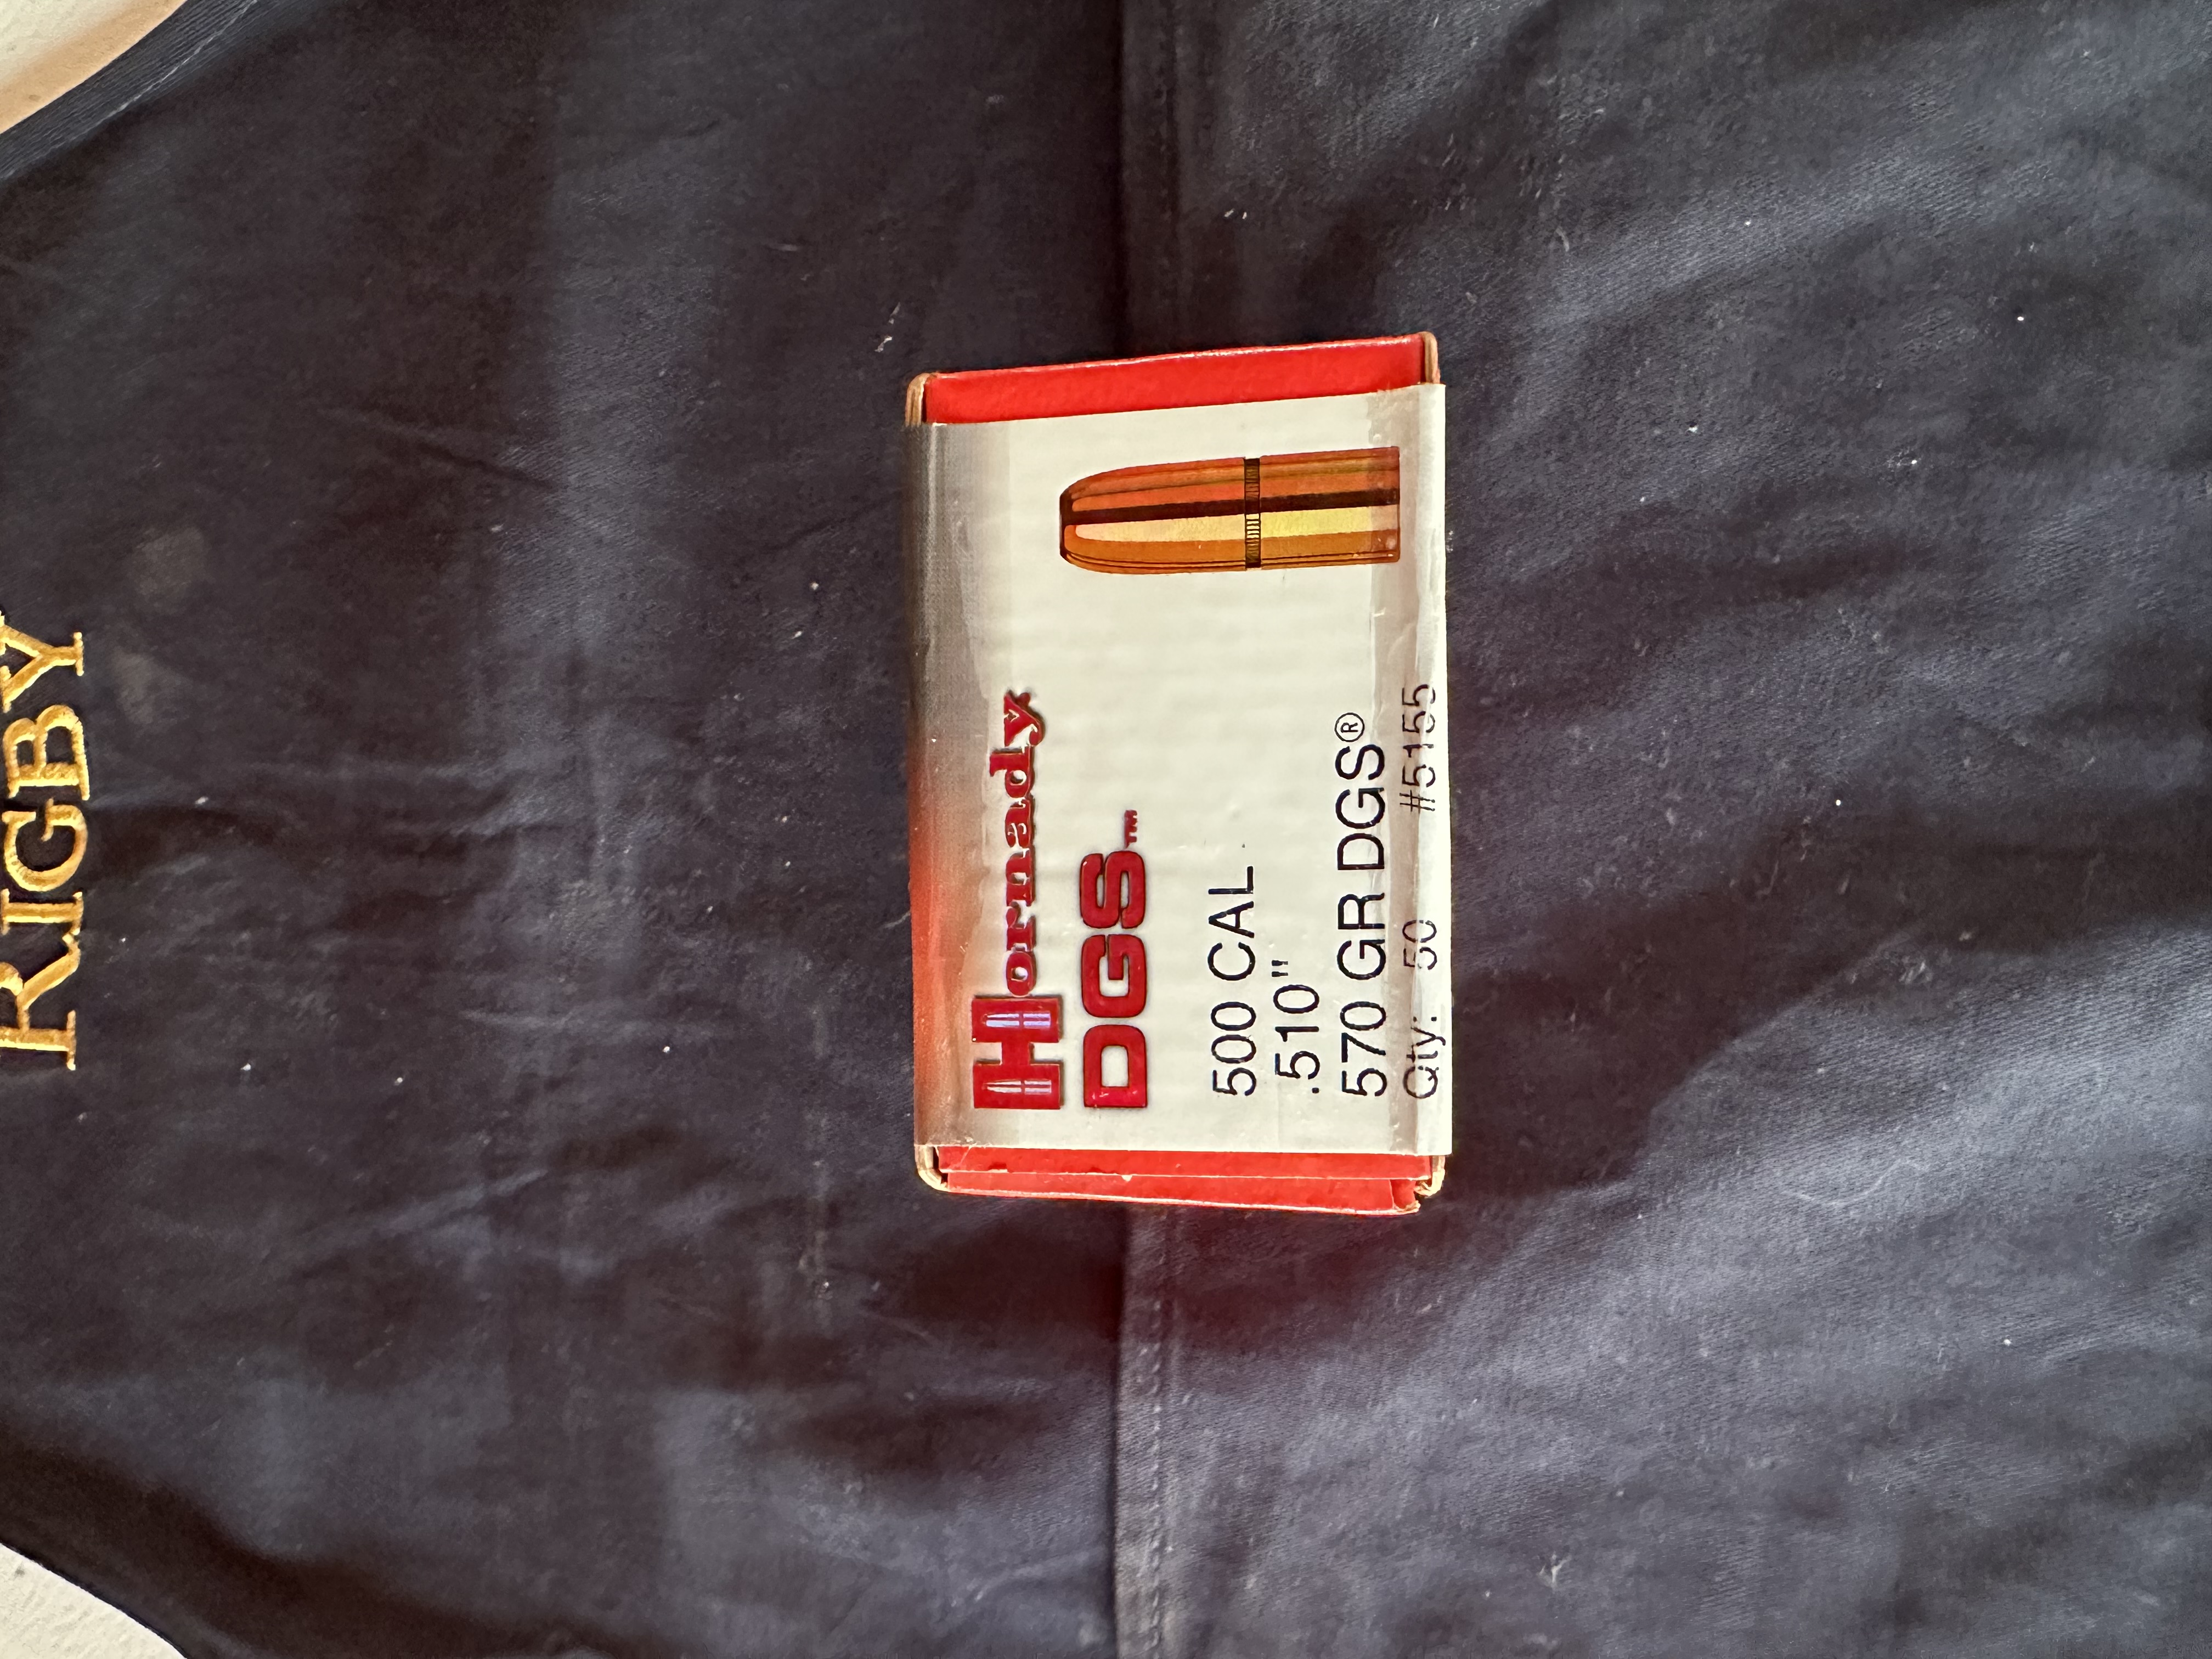 RIGBY
Hornady.
DGS™
500 CAL
.510"
570 GR DGS®
Qty: 50 #5155